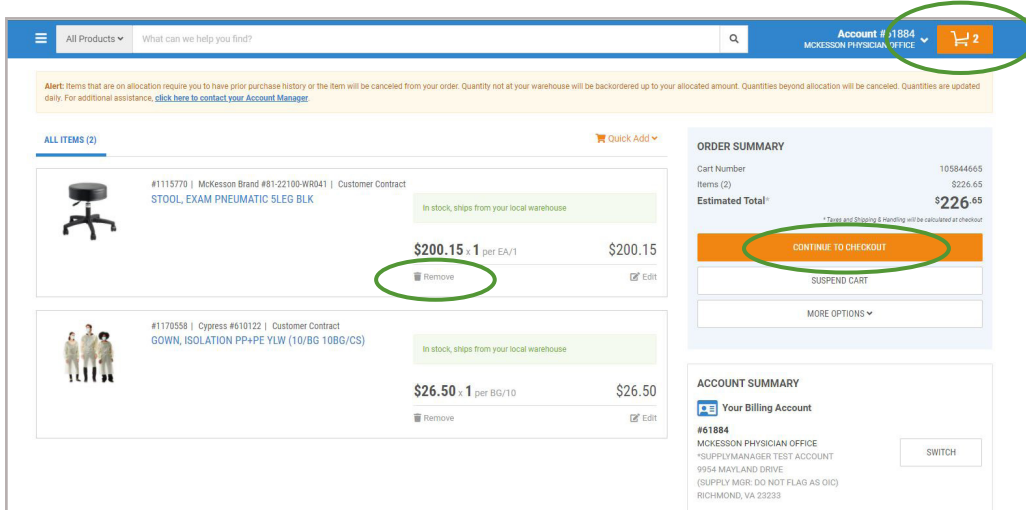 All Products
What can we help you find?
Account #61884
MCKESSON PHYSICIAN OFFICE
2
Alert: Items that are on allocation require you to have prior purchase history or the item will be canceled from your order. Quantity not at your warehouse will be backordered up to your allocated amount. Quantities beyond allocation will be canceled. Quantities are updated
daily. For additional assistance, click here to contact your Account Manager.
ALL ITEMS (2)
Quick Add
#1115770 | McKesson Brand #81-22100-WR041 | Customer Contract
STOOL, EXAM PNEUMATIC 5LEG BLK
In stock, ships from your local warehouse
$200.15 x 1 per EA/1 $200.15
Remove Edit
#1170558 | Cypress #610122 | Customer Contract
GOWN, ISOLATION PP+PE YLW (10/BG 10BG/CS)
In stock, ships from your local warehouse
$26.50 x 1 per BG/10 $26.50
Remove Edit
ORDER SUMMARY
Cart Number 105844665
Items (2) $226.65
Estimated Total* $226.65
* Taxes and Shipping & Handling will be calculated at checkout
CONTINUE TO CHECKOUT
SUSPEND CART
MORE OPTIONS
ACCOUNT SUMMARY
Your Billing Account
#61884
MCKESSON PHYSICIAN OFFICE
*SUPPLYMANAGER TEST ACCOUNT
9954 MAYLAND DRIVE
(SUPPLY MGR: DO NOT FLAG AS OIC)
RICHMOND, VA 23233
SWITCH